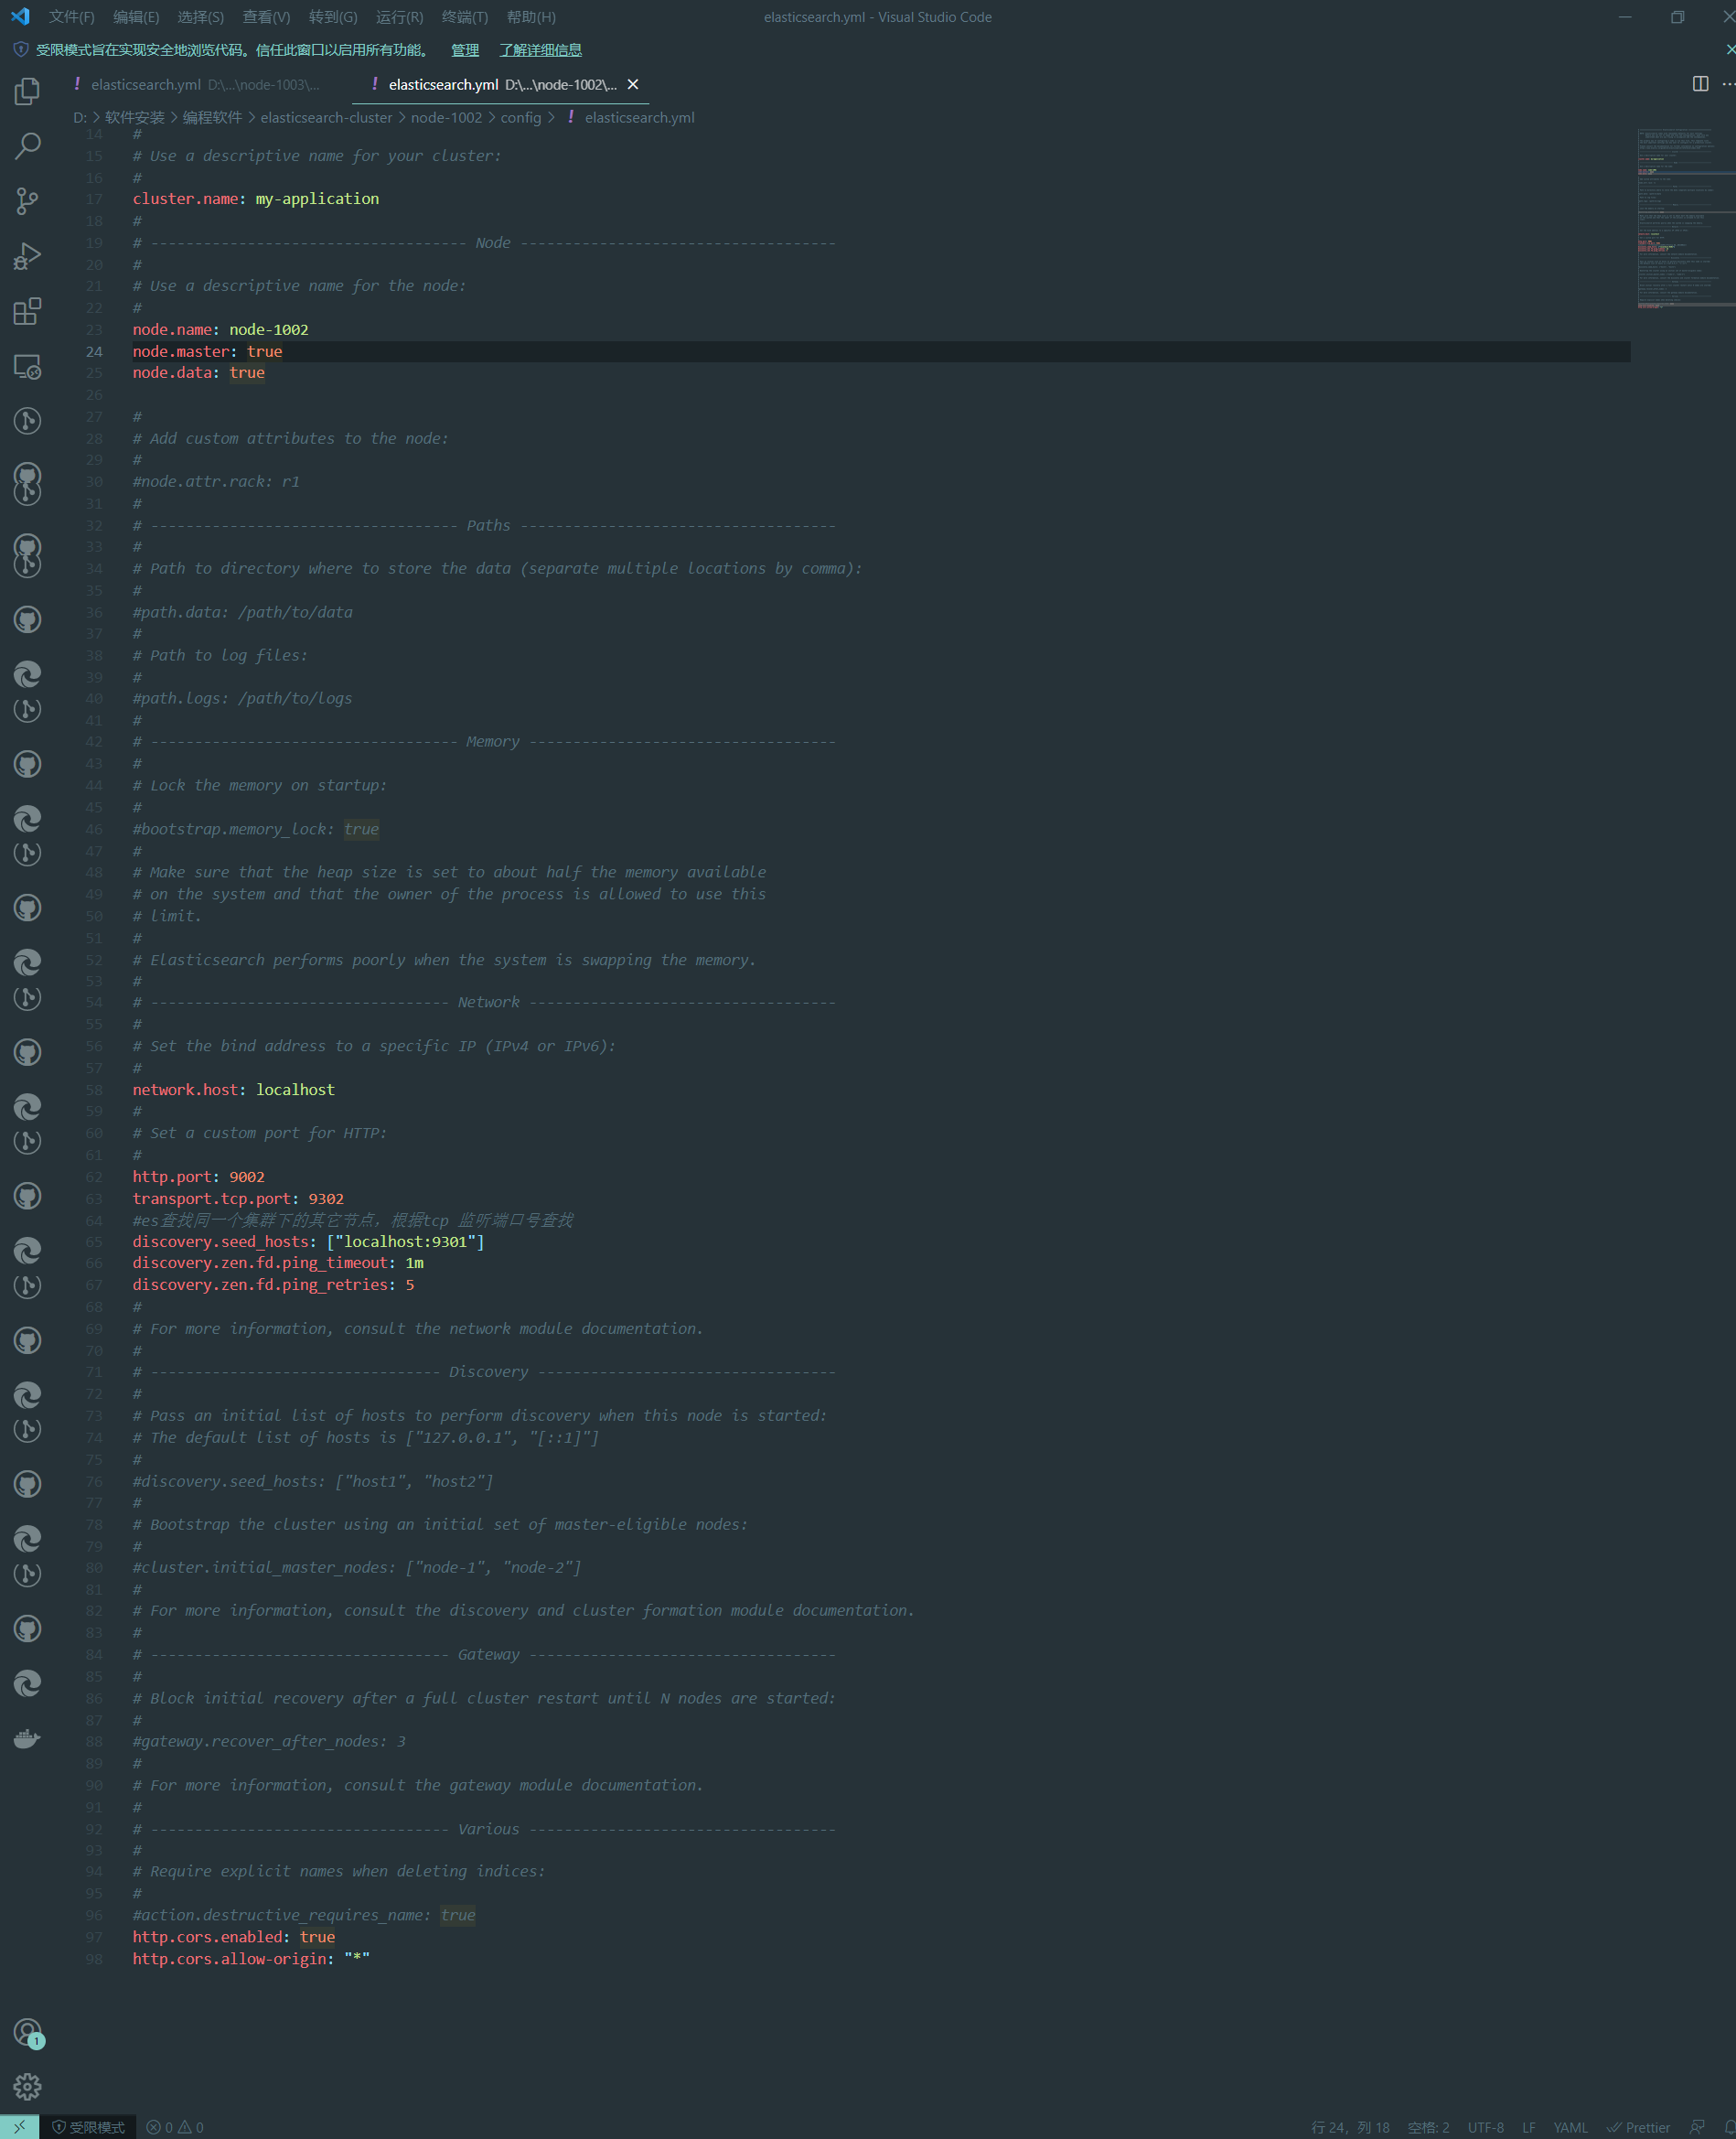 文件(F) 编辑(E) 选择(S) 查看(V) 转到(G) 运行(R) 终端(T) 帮助(H) elasticsearch.yml - Visual Studio Code
受限模式旨在实现安全地浏览代码。信任此窗口以启用所有功能。 管理 了解详细信息
! elasticsearch.yml D:\...\node-1003\... ! elasticsearch.yml D:\...\node-1002\...
D: > 软件安装 > 编程软件 > elasticsearch-cluster > node-1002 > config > ! elasticsearch.yml
14 #
15 # Use a descriptive name for your cluster:
16 #
17 cluster.name: my-application
18 #
19 # ------------------------------------ Node ------------------------------------
20 #
21 # Use a descriptive name for the node:
22 #
23 node.name: node-1002
24 node.master: true
25 node.data: true
26
27 #
28 # Add custom attributes to the node:
29 #
30 #node.attr.rack: r1
31 #
32 # ----------------------------------- Paths ------------------------------------
33 #
34 # Path to directory where to store the data (separate multiple locations by comma):
35 #
36 #path.data: /path/to/data
37 #
38 # Path to log files:
39 #
40 #path.logs: /path/to/logs
41 #
42 # ----------------------------------- Memory -----------------------------------
43 #
44 # Lock the memory on startup:
45 #
46 #bootstrap.memory_lock: true
47 #
48 # Make sure that the heap size is set to about half the memory available
49 # on the system and that the owner of the process is allowed to use this
50 # limit.
51 #
52 # Elasticsearch performs poorly when the system is swapping the memory.
53 #
54 # ---------------------------------- Network -----------------------------------
55 #
56 # Set the bind address to a specific IP (IPv4 or IPv6):
57 #
58 network.host: localhost
59 #
60 # Set a custom port for HTTP:
61 #
62 http.port: 9002
63 transport.tcp.port: 9302
64 #es查找同一个集群下的其它节点，根据tcp 监听端口号查找
65 discovery.seed_hosts: ["localhost:9301"]
66 discovery.zen.fd.ping_timeout: 1m
67 discovery.zen.fd.ping_retries: 5
68 #
69 # For more information, consult the network module documentation.
70 #
71 # --------------------------------- Discovery ----------------------------------
72 #
73 # Pass an initial list of hosts to perform discovery when this node is started:
74 # The default list of hosts is ["127.0.0.1", "[::1]"]
75 #
76 #discovery.seed_hosts: ["host1", "host2"]
77 #
78 # Bootstrap the cluster using an initial set of master-eligible nodes:
79 #
80 #cluster.initial_master_nodes: ["node-1", "node-2"]
81 #
82 # For more information, consult the discovery and cluster formation module documentation.
83 #
84 # ---------------------------------- Gateway -----------------------------------
85 #
86 # Block initial recovery after a full cluster restart until N nodes are started:
87 #
88 #gateway.recover_after_nodes: 3
89 #
90 # For more information, consult the gateway module documentation.
91 #
92 # ---------------------------------- Various -----------------------------------
93 #
94 # Require explicit names when deleting indices:
95 #
96 #action.destructive_requires_name: true
97 http.cors.enabled: true
98 http.cors.allow-origin: "*"
1
受限模式 0 0 行 24，列 18 空格: 2 UTF-8 LF YAML Prettier